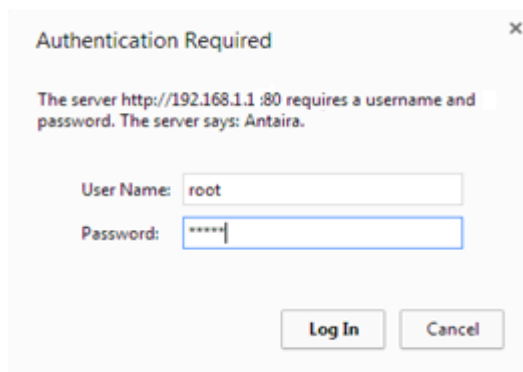 Authentication Required
×
The server http://192.168.1.1 :80 requires a username and
password. The server says: Antaira.
User Name: root
Password: *****
Log In Cancel